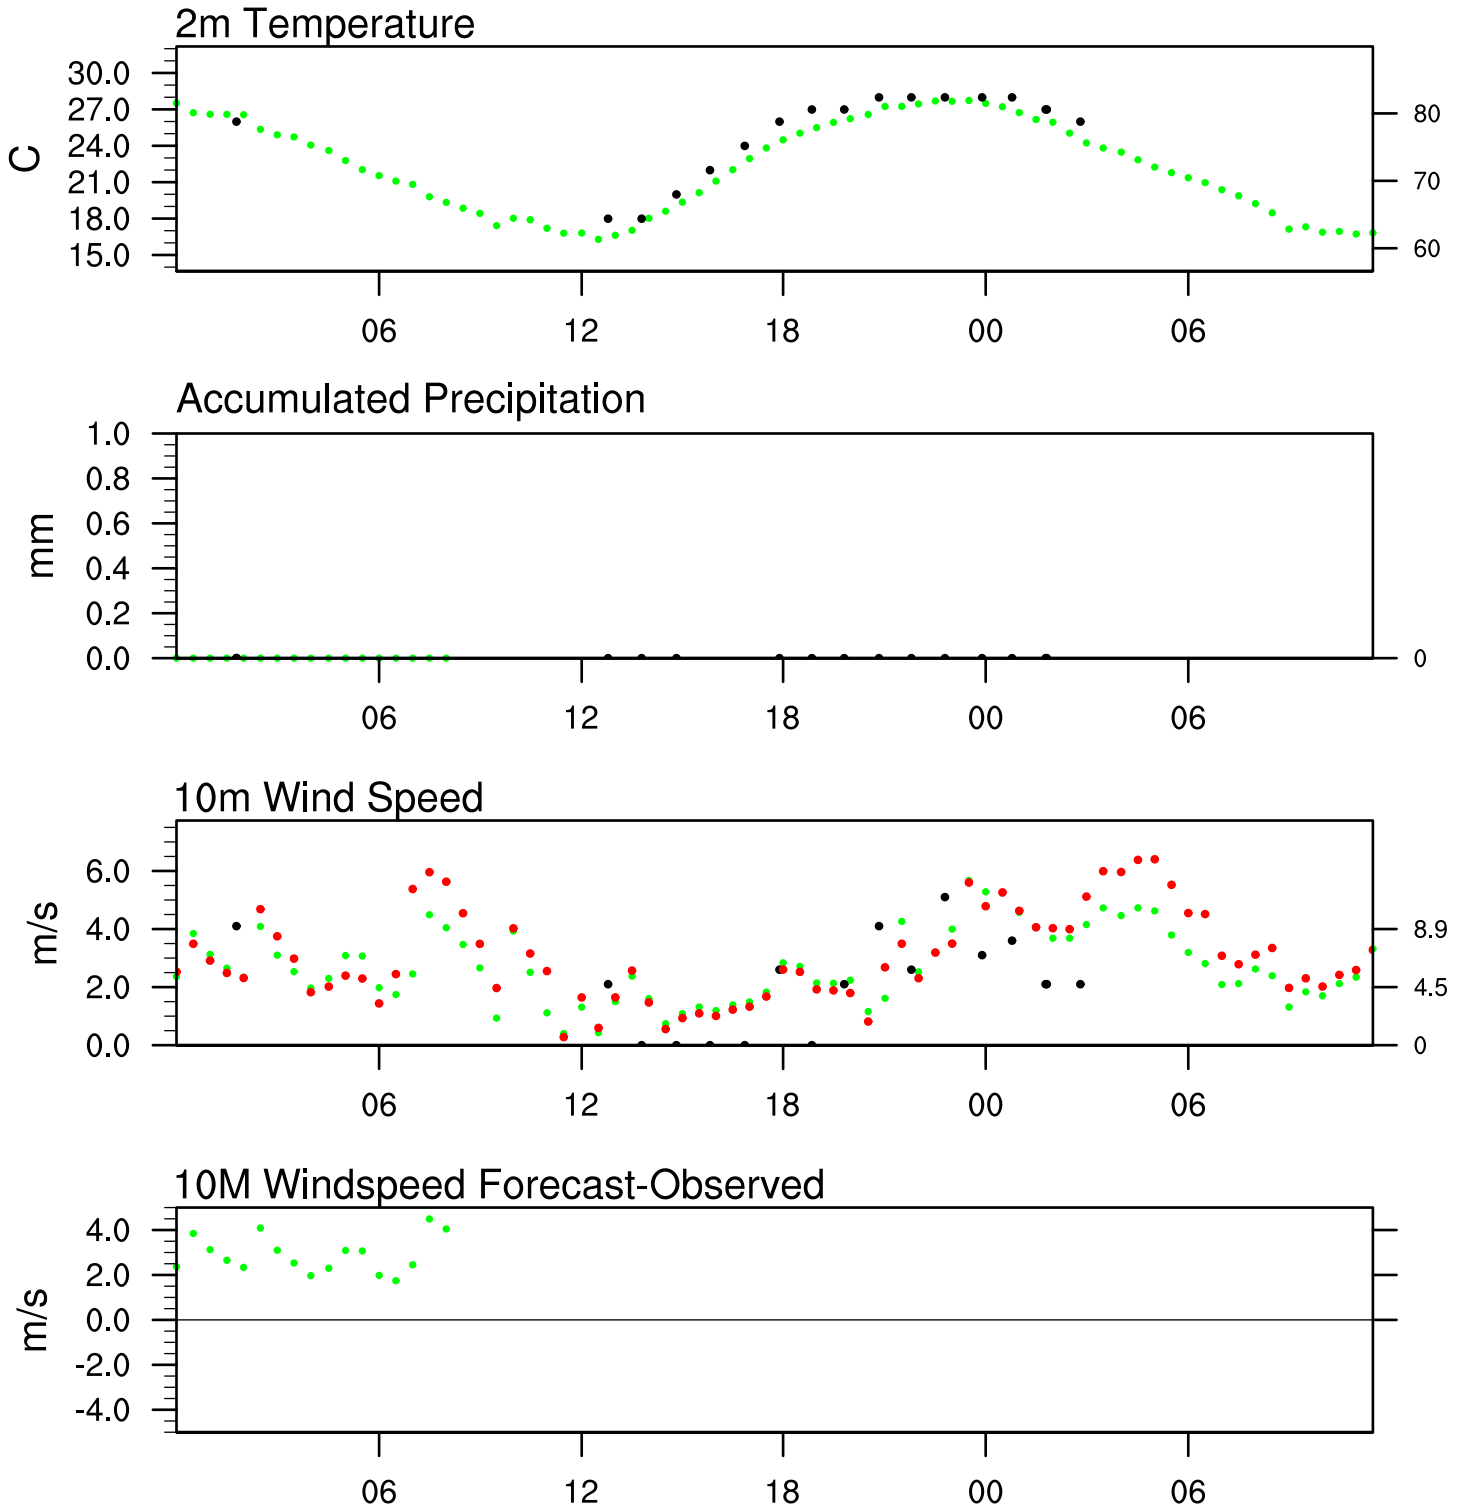 2m Temperature
30.0
27.0
24.0
21.0
18.0
15.0
C
80
70
60
06 12 18 00 06
Accumulated Precipitation
1.0
0.8
0.6
0.4
0.2
0.0
mm
0
06 12 18 00 06
10m Wind Speed
6.0
4.0
2.0
0.0
m/s
8.9
4.5
0
06 12 18 00 06
10M Windspeed Forecast-Observed
4.0
2.0
0.0
-2.0
-4.0
m/s
06 12 18 00 06